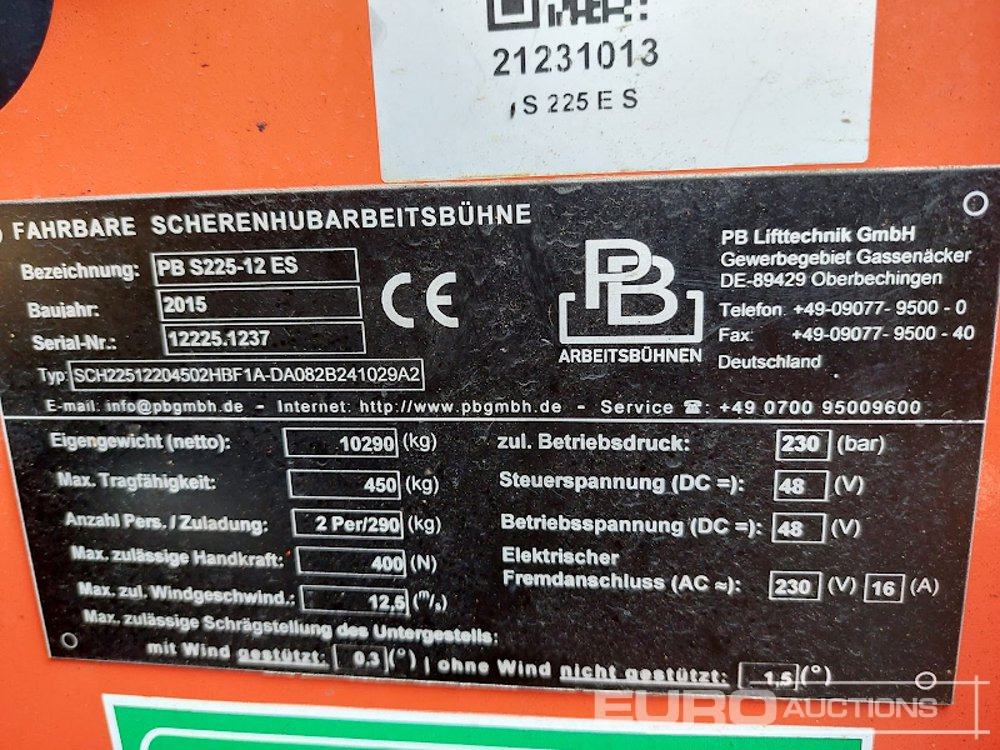 21231013
S 225 E S
FAHRBARE SCHERENHUBARBEITSBÜHNE
Bezeichnung: PB S225-12 ES
Baujahr: 2015
Serial-Nr.: 12225.1237
Typ: SCH22512204502HBF1A-DA082B241029A2
CE
PB
ARBEITSBÜHNEN
PB Lifttechnik GmbH
Gewerbegebiet Gassenäcker
DE-89429 Oberbechingen
Telefon +49-09077- 9500 - 0
Fax: +49-09077- 9500 - 40
Deutschland
E-mail: info@pbgmbh.de - Internet: http://www.pbgmbh.de - Service ☎: +49 0700 95009600
Eigengewicht (netto): 10290 (kg)
Max. Tragfähigkeit: 450 (kg)
Anzahl Pers. / Zuladung: 2 Per/290 (kg)
Max. zulässige Handkraft: 400 (N)
Max. zul. Windgeschwind.: 12,5 (m/s)
Max. zulässige Schrägstellung des Untergestells:
mit Wind gestützt: 0,3 (°) | ohne Wind nicht gestützt: 1,5 (°)
zul. Betriebsdruck: 230 (bar)
Steuerspannung (DC =): 48 (V)
Betriebsspannung (DC =): 48 (V)
Elektrischer
Fremdanschluss (AC ≈): 230 (V) 16 (A)
EURO AUCTIONS